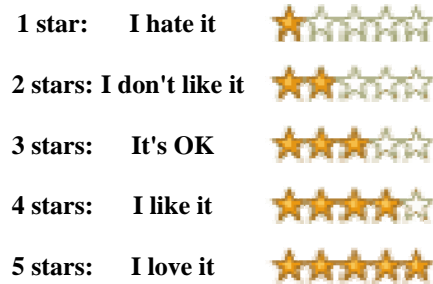 1 star: I hate it
2 stars: I don't like it
3 stars: It's OK
4 stars: I like it
5 stars: I love it